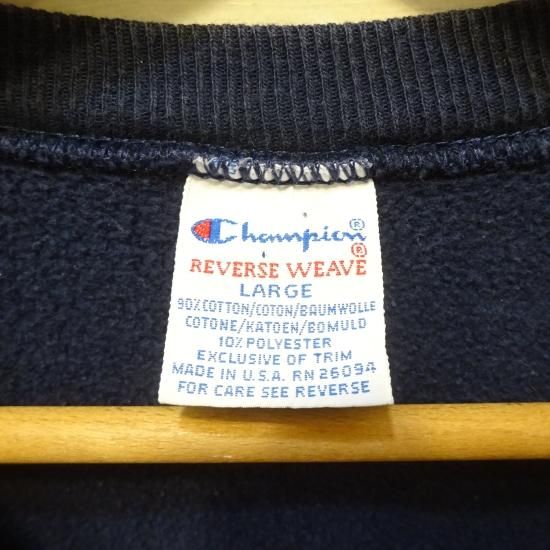 Champion®
REVERSE WEAVE®
LARGE
90% COTTON/COTON/BAUMWOLLE
COTONE/KATOEN/BOMULD
10% POLYESTER
EXCLUSIVE OF TRIM
MADE IN U.S.A. RN 26094
FOR CARE SEE REVERSE